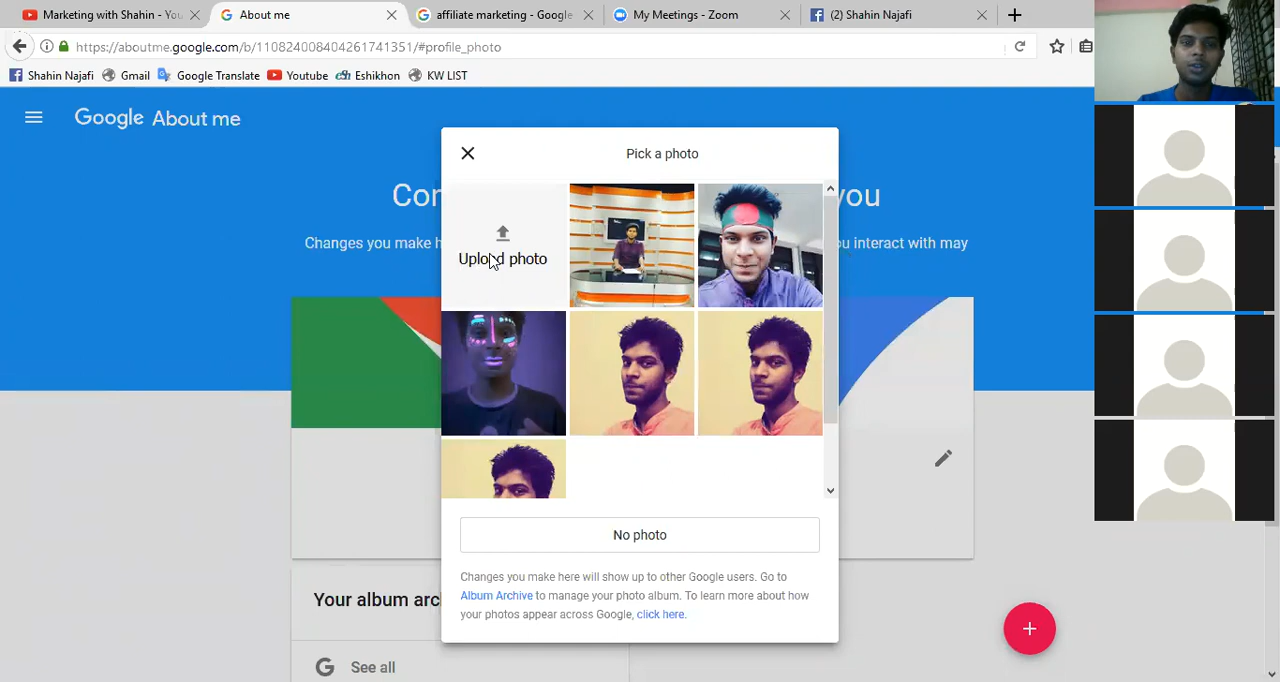 Marketing with Shahin - You
About me
affiliate marketing - Google
My Meetings - Zoom
(2) Shahin Najafi
https://aboutme.google.com/b/110824008404261741351/#profile_photo
Shahin Najafi
Gmail
Google Translate
Youtube
Eshikhon
KW LIST
Google About me
Pick a photo
Con
you
Changes you make h
u interact with may
Upload photo
No photo
Changes you make here will show up to other Google users. Go to
Album Archive to manage your photo album. To learn more about how
your photos appear across Google, click here.
Your album arc
See all